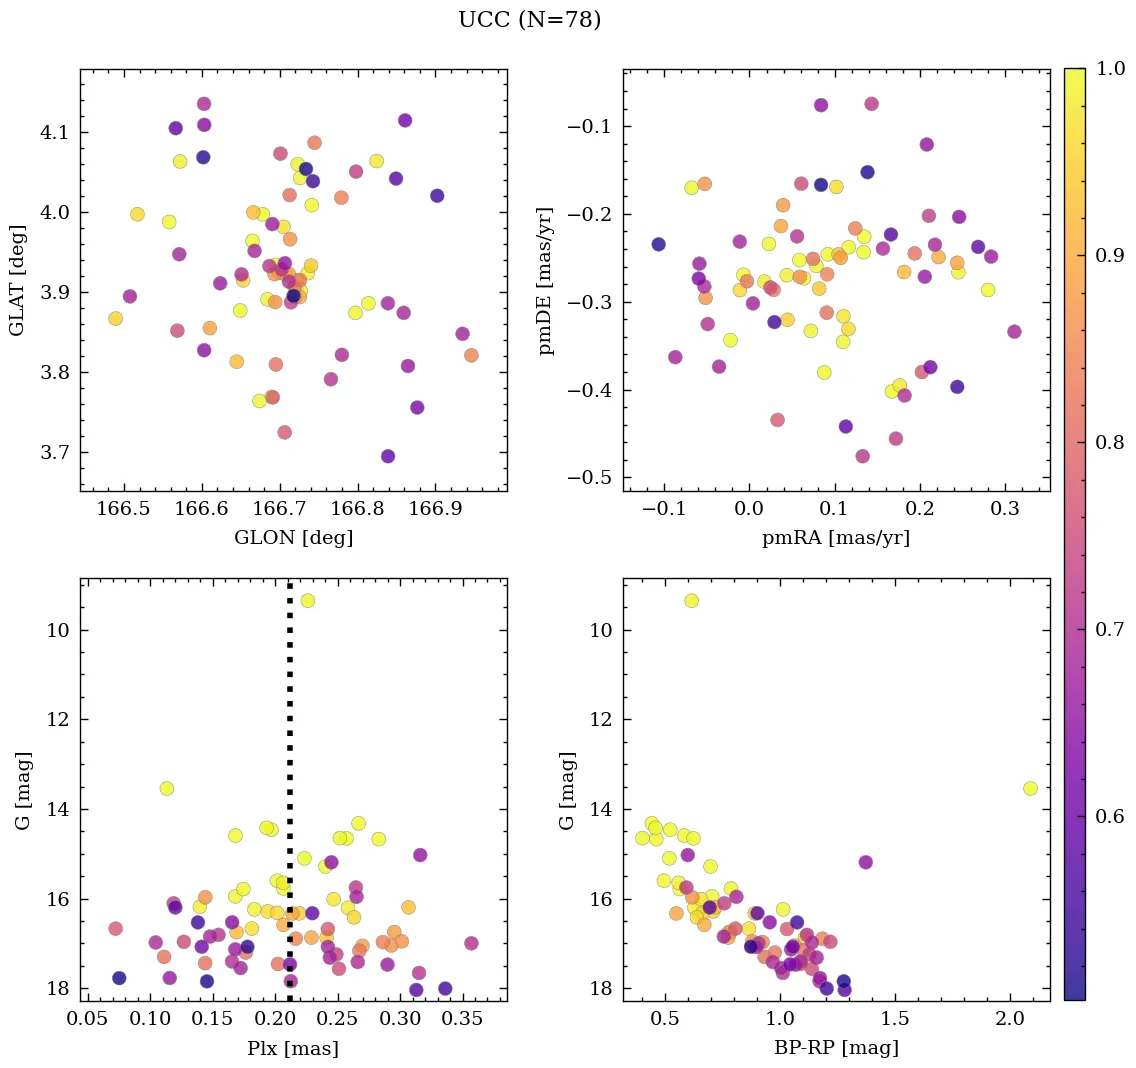 UCC (N=78)
4.1
4.0
3.9
3.8
3.7
GLAT [deg]
166.5 166.6 166.7 166.8 166.9
GLON [deg]
−0.1
−0.2
−0.3
−0.4
−0.5
pmDE [mas/yr]
−0.1 0.0 0.1 0.2 0.3
pmRA [mas/yr]
1.0
0.9
0.8
0.7
0.6
10
12
14
16
18
G [mag]
0.05 0.10 0.15 0.20 0.25 0.30 0.35
Plx [mas]
10
12
14
16
18
G [mag]
0.5 1.0 1.5 2.0
BP-RP [mag]